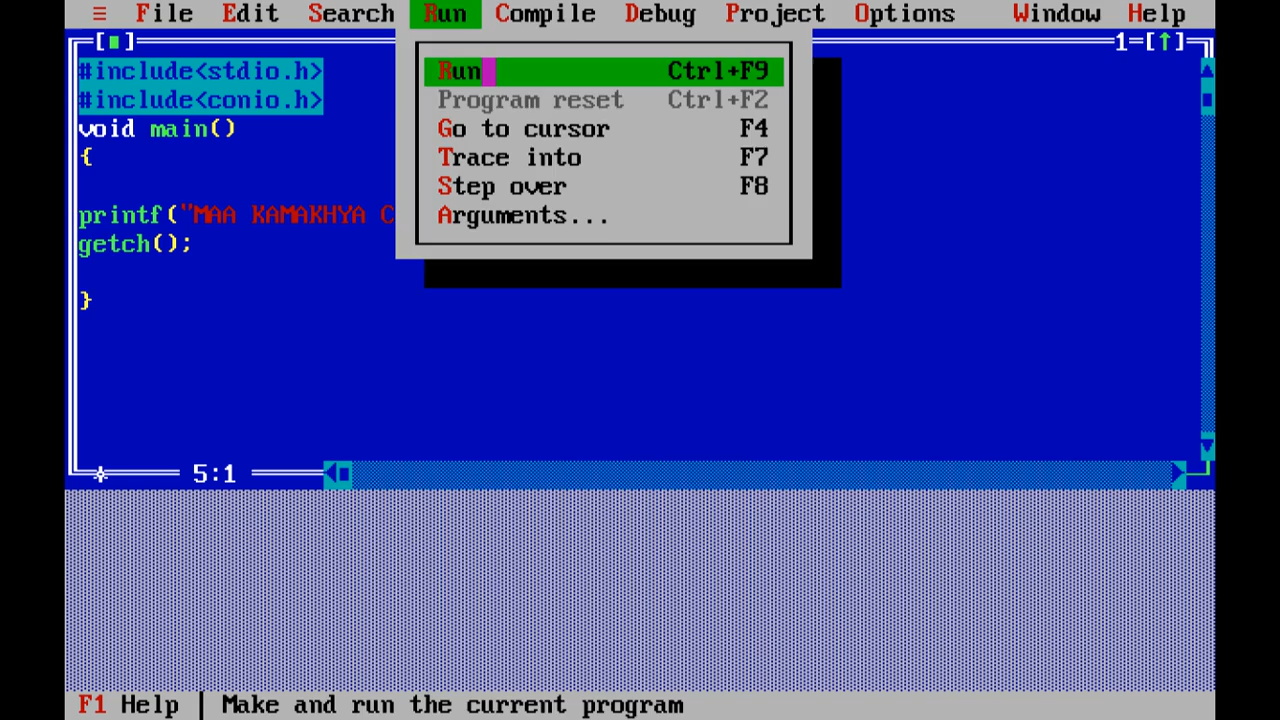 ≡ File Edit Search Run Compile Debug Project Options Window Help
[■] 1=[↑]
#include<stdio.h>
#include<conio.h>
void main()
{
printf("MAA KAMAKHYA C
getch();
}
Run Ctrl+F9
Program reset Ctrl+F2
Go to cursor F4
Trace into F7
Step over F8
Arguments...
5:1
F1 Help │ Make and run the current program